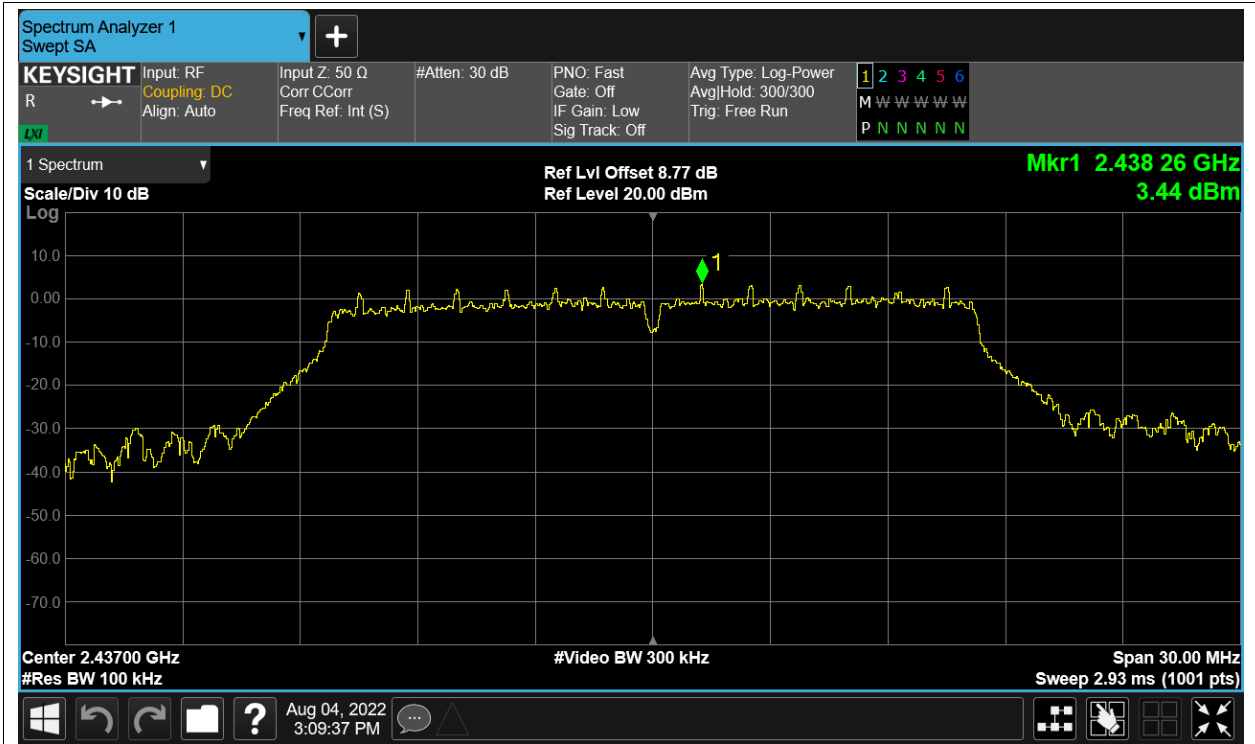 Spectrum Analyzer 1
Swept SA
KEYSIGHT
R
LXI
Input: RF
Coupling: DC
Align: Auto
Input Z: 50 Ω
Corr CCorr
Freq Ref: Int (S)
#Atten: 30 dB
PNO: Fast
Gate: Off
IF Gain: Low
Sig Track: Off
Avg Type: Log-Power
Avg|Hold: 300/300
Trig: Free Run
1 2 3 4 5 6
M W W W W W
P N N N N N
1 Spectrum
Scale/Div 10 dB
Log
Ref Lvl Offset 8.77 dB
Ref Level 20.00 dBm
Mkr1 2.438 26 GHz
3.44 dBm
1
10.0
0.00
-10.0
-20.0
-30.0
-40.0
-50.0
-60.0
-70.0
Center 2.43700 GHz
#Res BW 100 kHz
#Video BW 300 kHz
Span 30.00 MHz
Sweep 2.93 ms (1001 pts)
?
Aug 04, 2022
3:09:37 PM